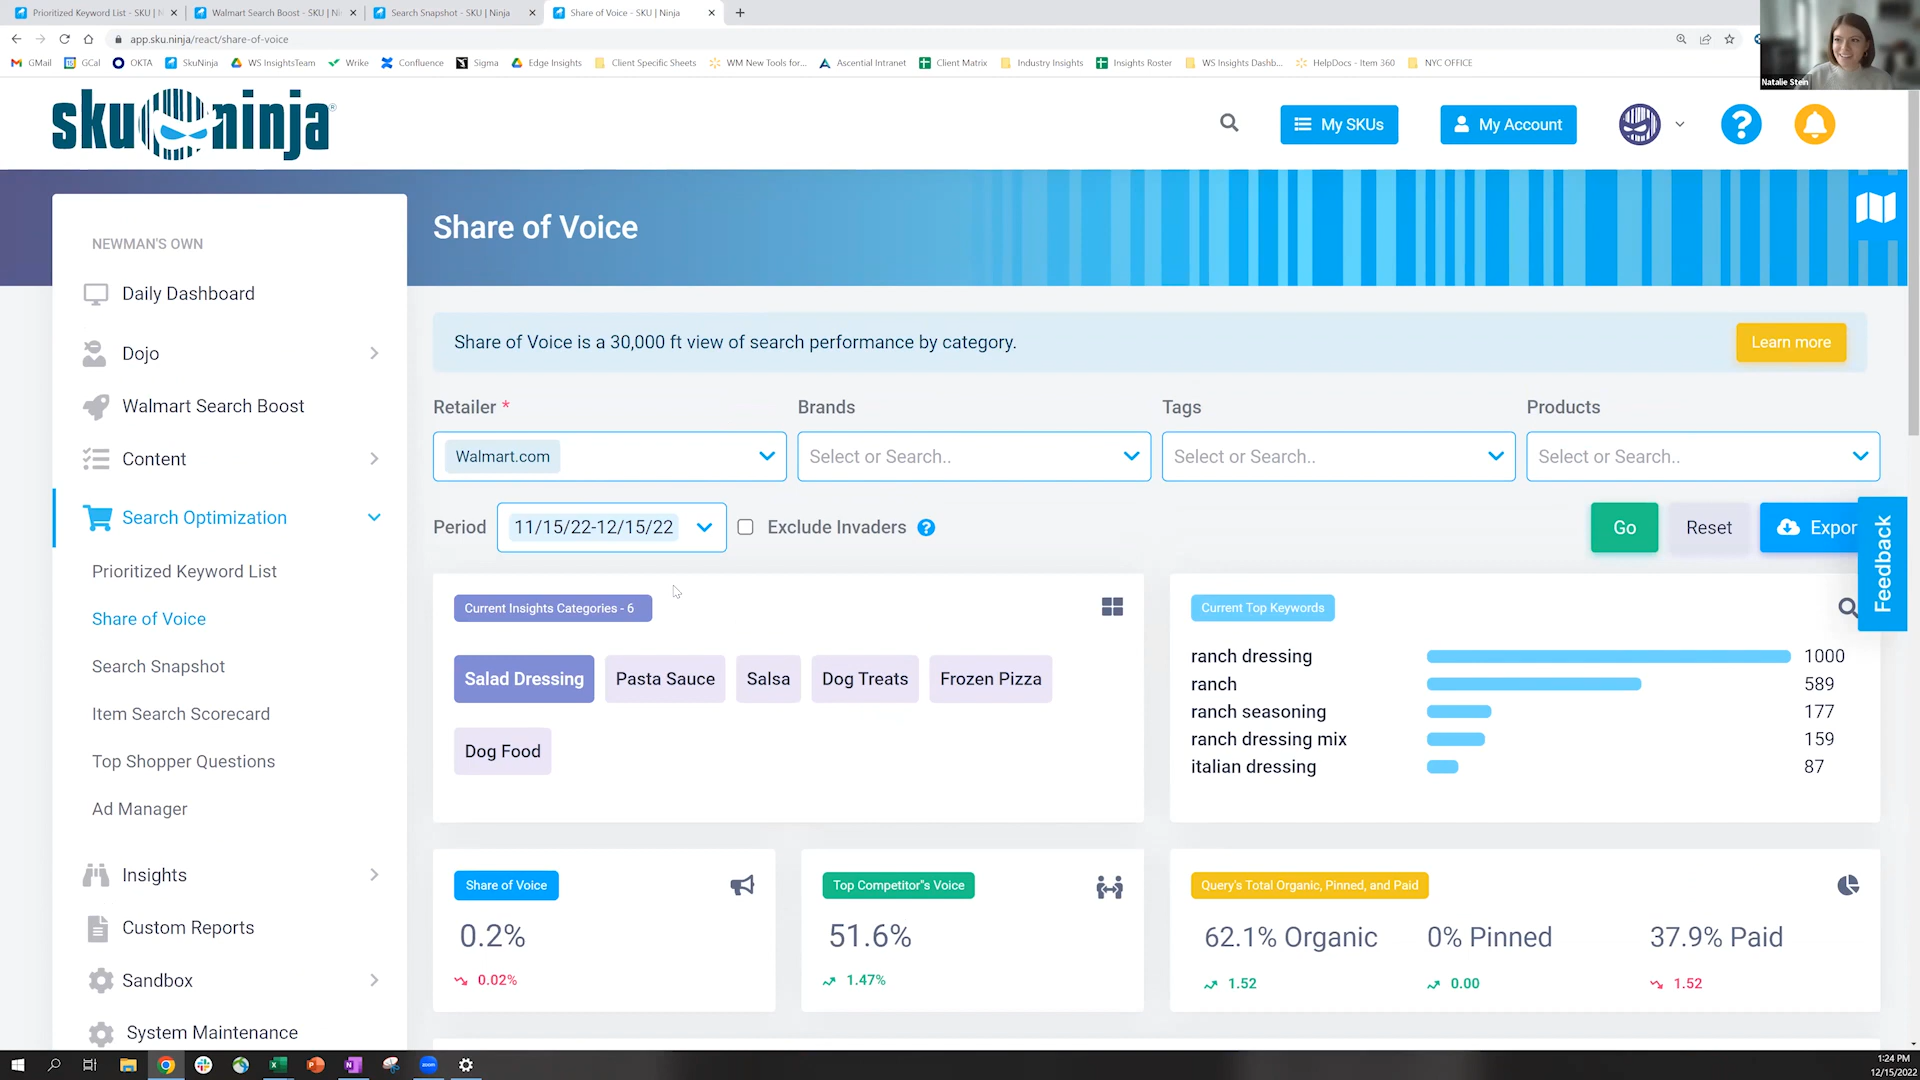 Prioritized Keyword List - SKU | N
Walmart Search Boost - SKU | Ni
Search Snapshot - SKU | Ninja
Share of Voice - SKU | Ninja
app.sku.ninja/react/share-of-voice
GMail
GCal
OKTA
SkuNinja
WS InsightsTeam
Wrike
Confluence
Sigma
Edge Insights
Client Specific Sheets
WM New Tools for...
Ascential Intranet
Client Matrix
Industry Insights
Insights Roster
WS Insights Dashb...
HelpDocs - Item 360
NYC OFFICE
Natalie Stein
sku ninja®
My SKUs
My Account
?
Share of Voice
NEWMAN'S OWN
Daily Dashboard
Dojo
Walmart Search Boost
Content
Search Optimization
Prioritized Keyword List
Share of Voice
Search Snapshot
Item Search Scorecard
Top Shopper Questions
Ad Manager
Insights
Custom Reports
Sandbox
System Maintenance
Share of Voice is a 30,000 ft view of search performance by category.
Learn more
Retailer *
Brands
Tags
Products
Walmart.com
Select or Search..
Select or Search..
Select or Search..
Period
11/15/22-12/15/22
Exclude Invaders ?
Go
Reset
Expor
Feedback
Current Insights Categories - 6
Salad Dressing
Pasta Sauce
Salsa
Dog Treats
Frozen Pizza
Dog Food
Current Top Keywords
ranch dressing 1000
ranch 589
ranch seasoning 177
ranch dressing mix 159
italian dressing 87
Share of Voice
0.2%
0.02%
Top Competitor"s Voice
51.6%
1.47%
Query's Total Organic, Pinned, and Paid
62.1% Organic
0% Pinned
37.9% Paid
1.52
0.00
1.52
1:24 PM
12/15/2022